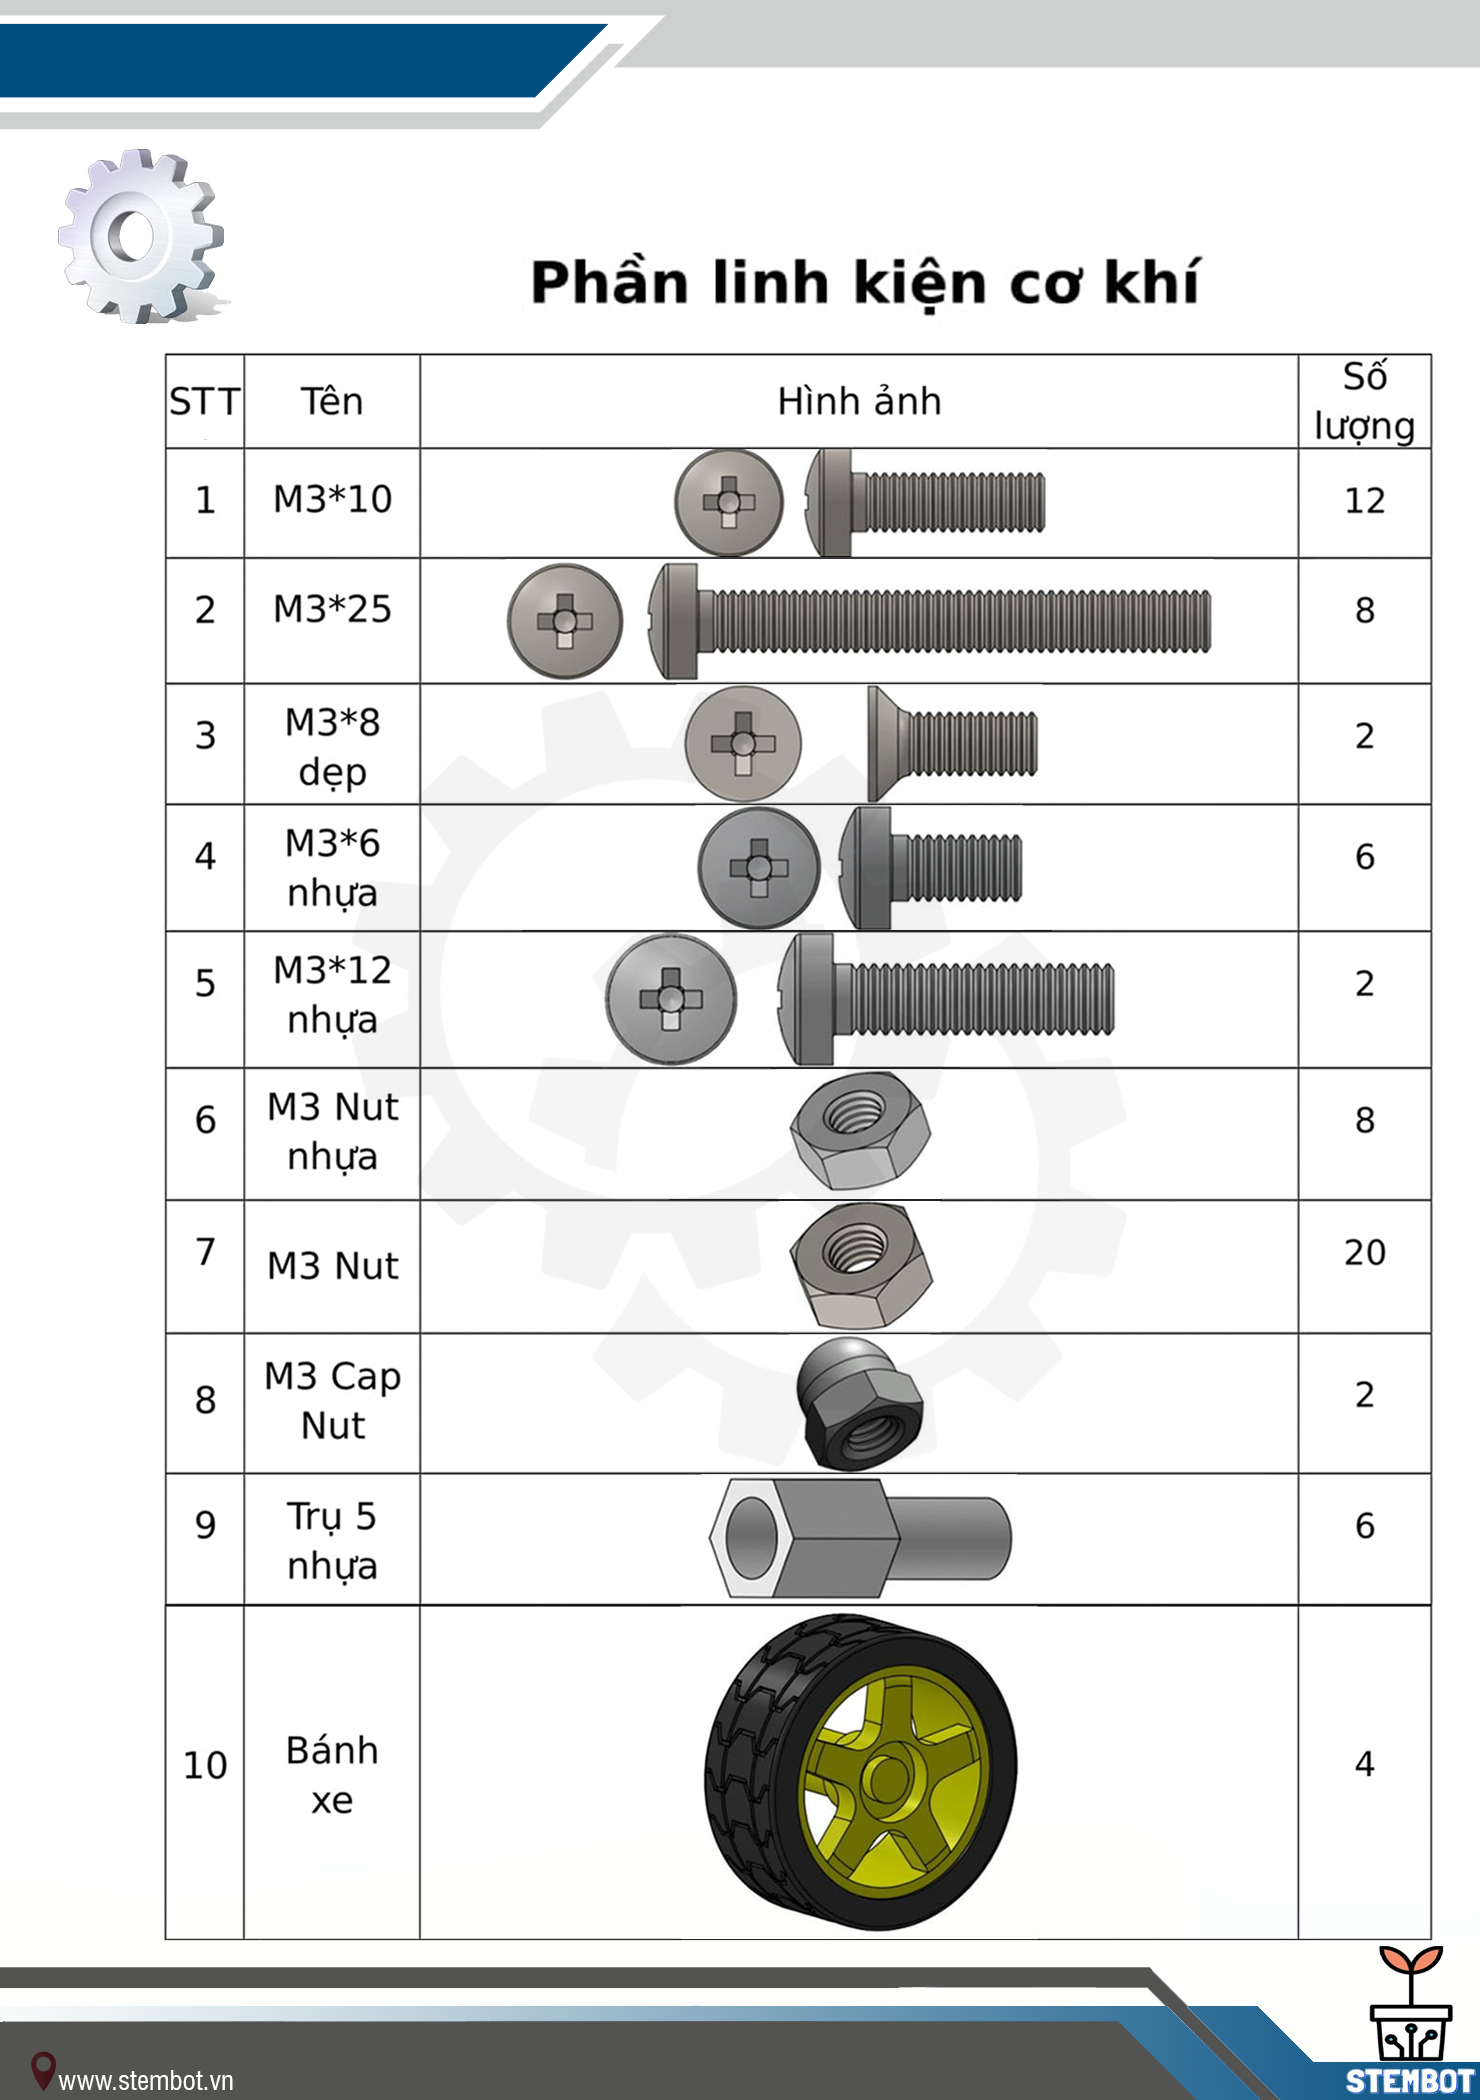 Phần linh kiện cơ khí
STT Tên Hình ảnh Số lượng
1 M3*10 12
2 M3*25 8
3 M3*8 dẹp 2
4 M3*6 nhựa 6
5 M3*12 nhựa 2
6 M3 Nut nhựa 8
7 M3 Nut 20
8 M3 Cap Nut 2
9 Trụ 5 nhựa 6
10 Bánh xe 4
www.stembot.vn
STEMBOT